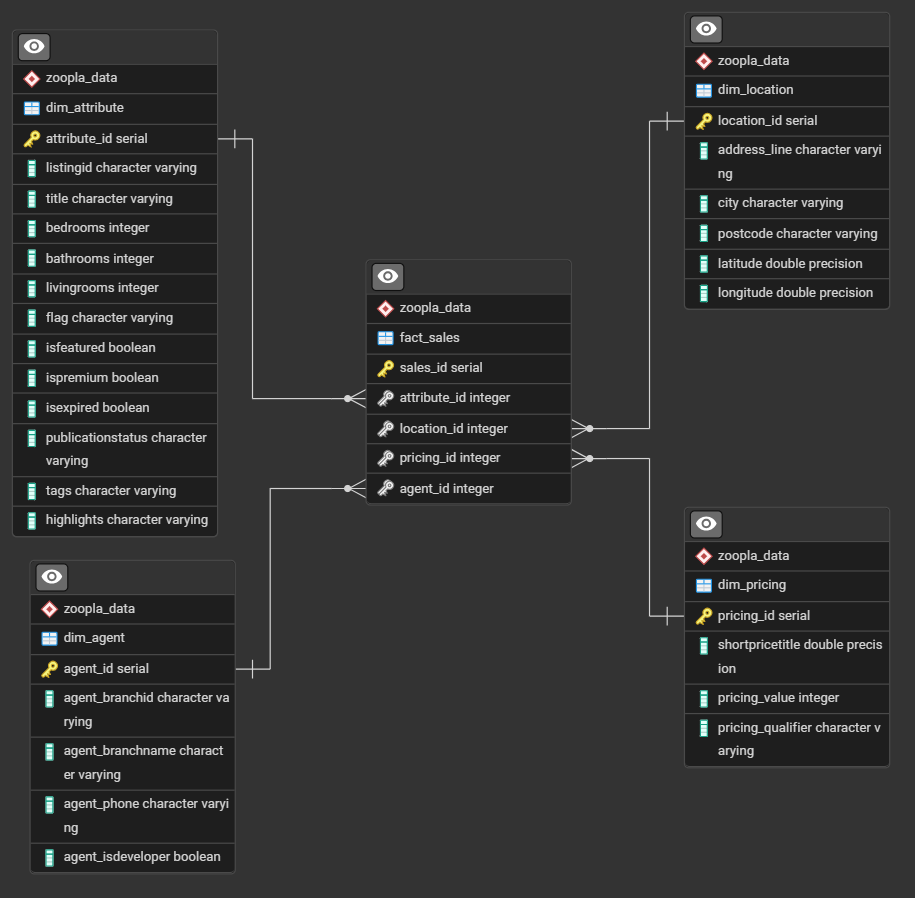 zoopla_data
dim_attribute
attribute_id serial
listingid character varying
title character varying
bedrooms integer
bathrooms integer
livingrooms integer
flag character varying
isfeatured boolean
ispremium boolean
isexpired boolean
publicationstatus character
varying
tags character varying
highlights character varying
zoopla_data
dim_agent
agent_id serial
agent_branchid character va
rying
agent_branchname charact
er varying
agent_phone character varyi
ng
agent_isdeveloper boolean
zoopla_data
fact_sales
sales_id serial
attribute_id integer
location_id integer
pricing_id integer
agent_id integer
zoopla_data
dim_location
location_id serial
address_line character varyi
ng
city character varying
postcode character varying
latitude double precision
longitude double precision
zoopla_data
dim_pricing
pricing_id serial
shortpricetitle double precis
ion
pricing_value integer
pricing_qualifier character v
arying